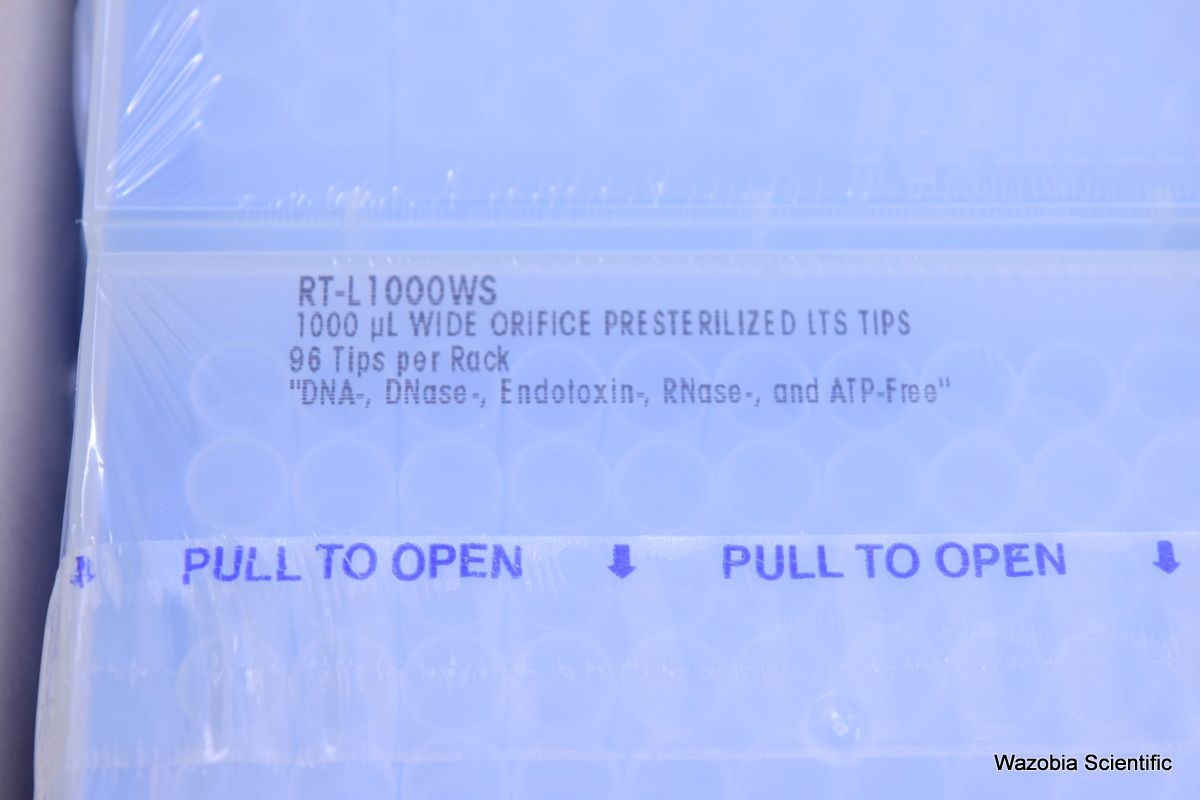 RT-L1000WS
1000 µL WIDE ORIFICE PRESTERILIZED LTS TIPS
96 Tips per Rack
"DNA-, DNase-, Endotoxin-, RNase-, and ATP-Free"
PULL TO OPEN PULL TO OPEN
Wazobia Scientific